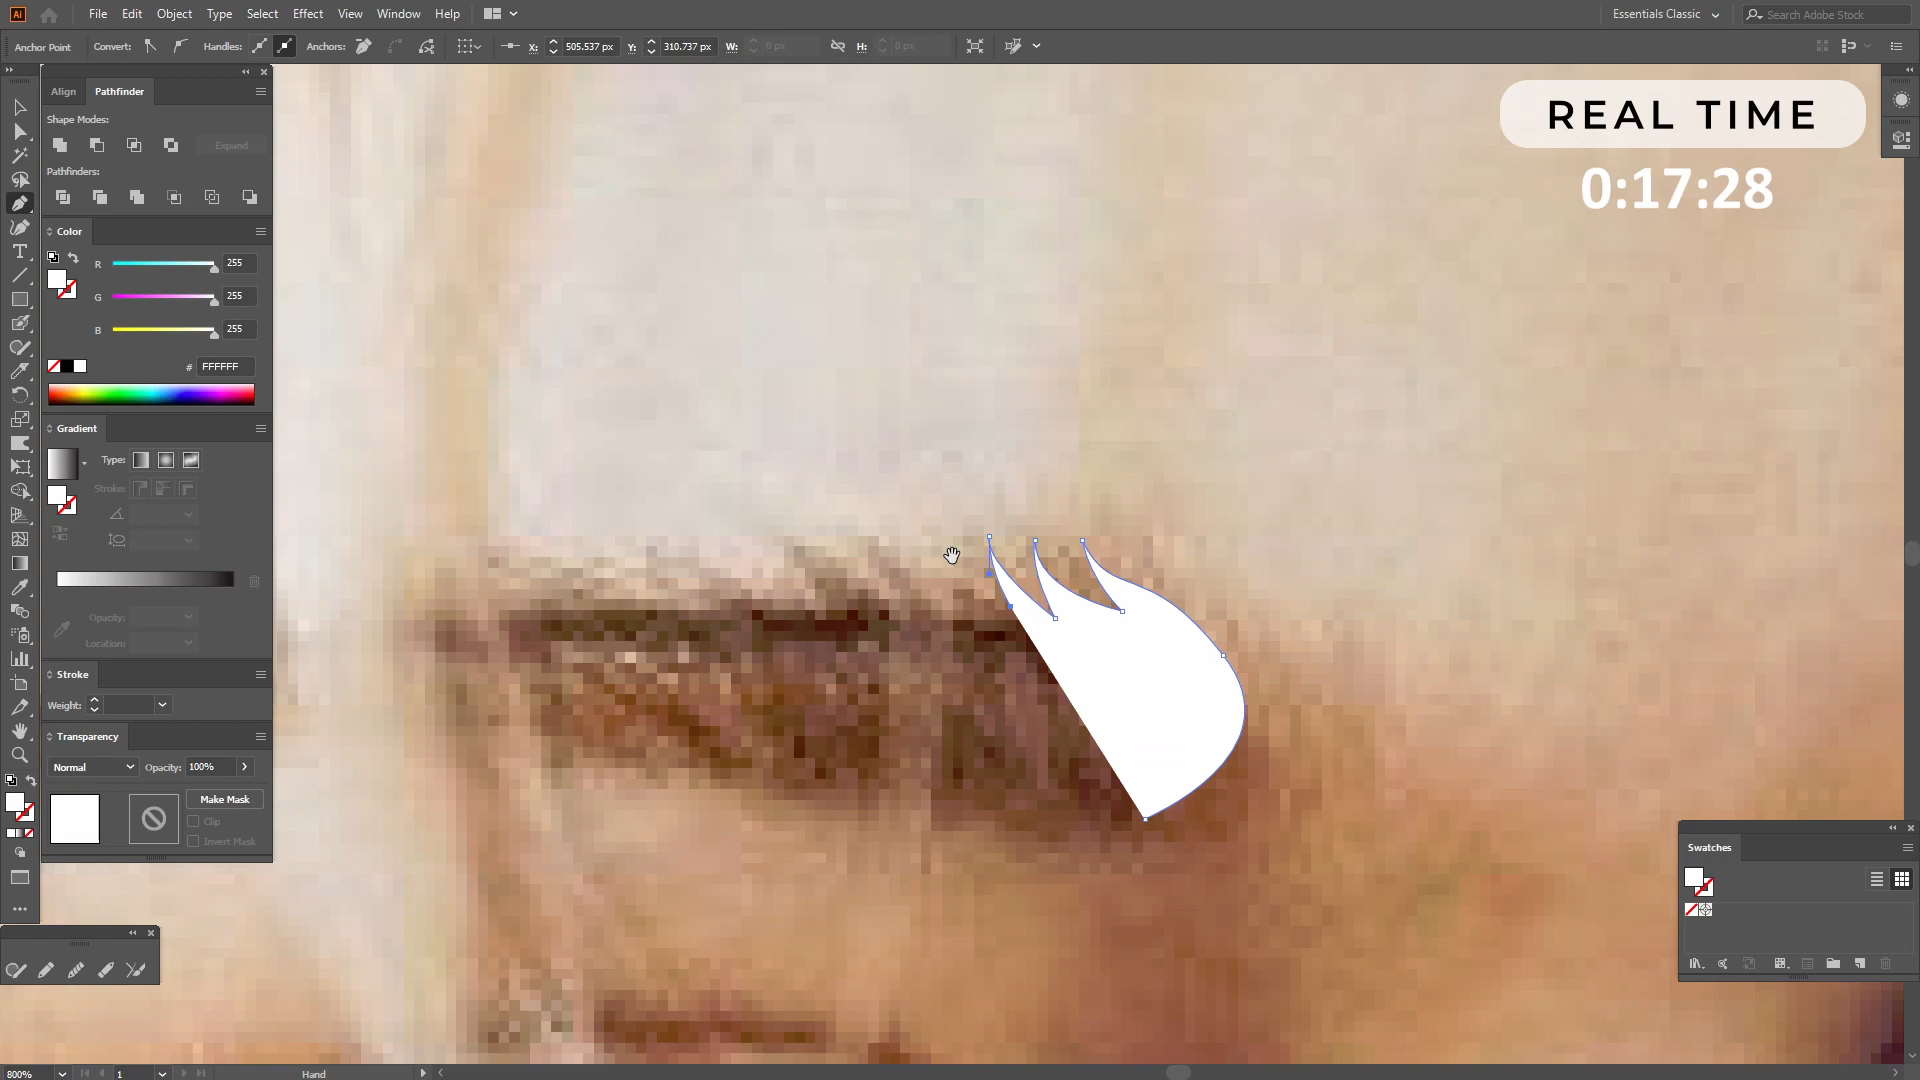 Ai File Edit Object Type Select Effect View Window Help Essentials Classic Search Adobe Stock
Anchor Point Convert: Handles: Anchors: X: 505.537 px Y: 310.737 px W: 0 px H: 0 px
REAL TIME
0:17:28
Align Pathfinder
Shape Modes:
Expand
Pathfinders:
Color
R 255
G 255
B 255
# FFFFFF
Gradient
Type:
Stroke:
Opacity:
Location:
Stroke
Weight:
Transparency
Normal Opacity: 100%
Make Mask
Clip
Invert Mask
Swatches
800% 1 Hand